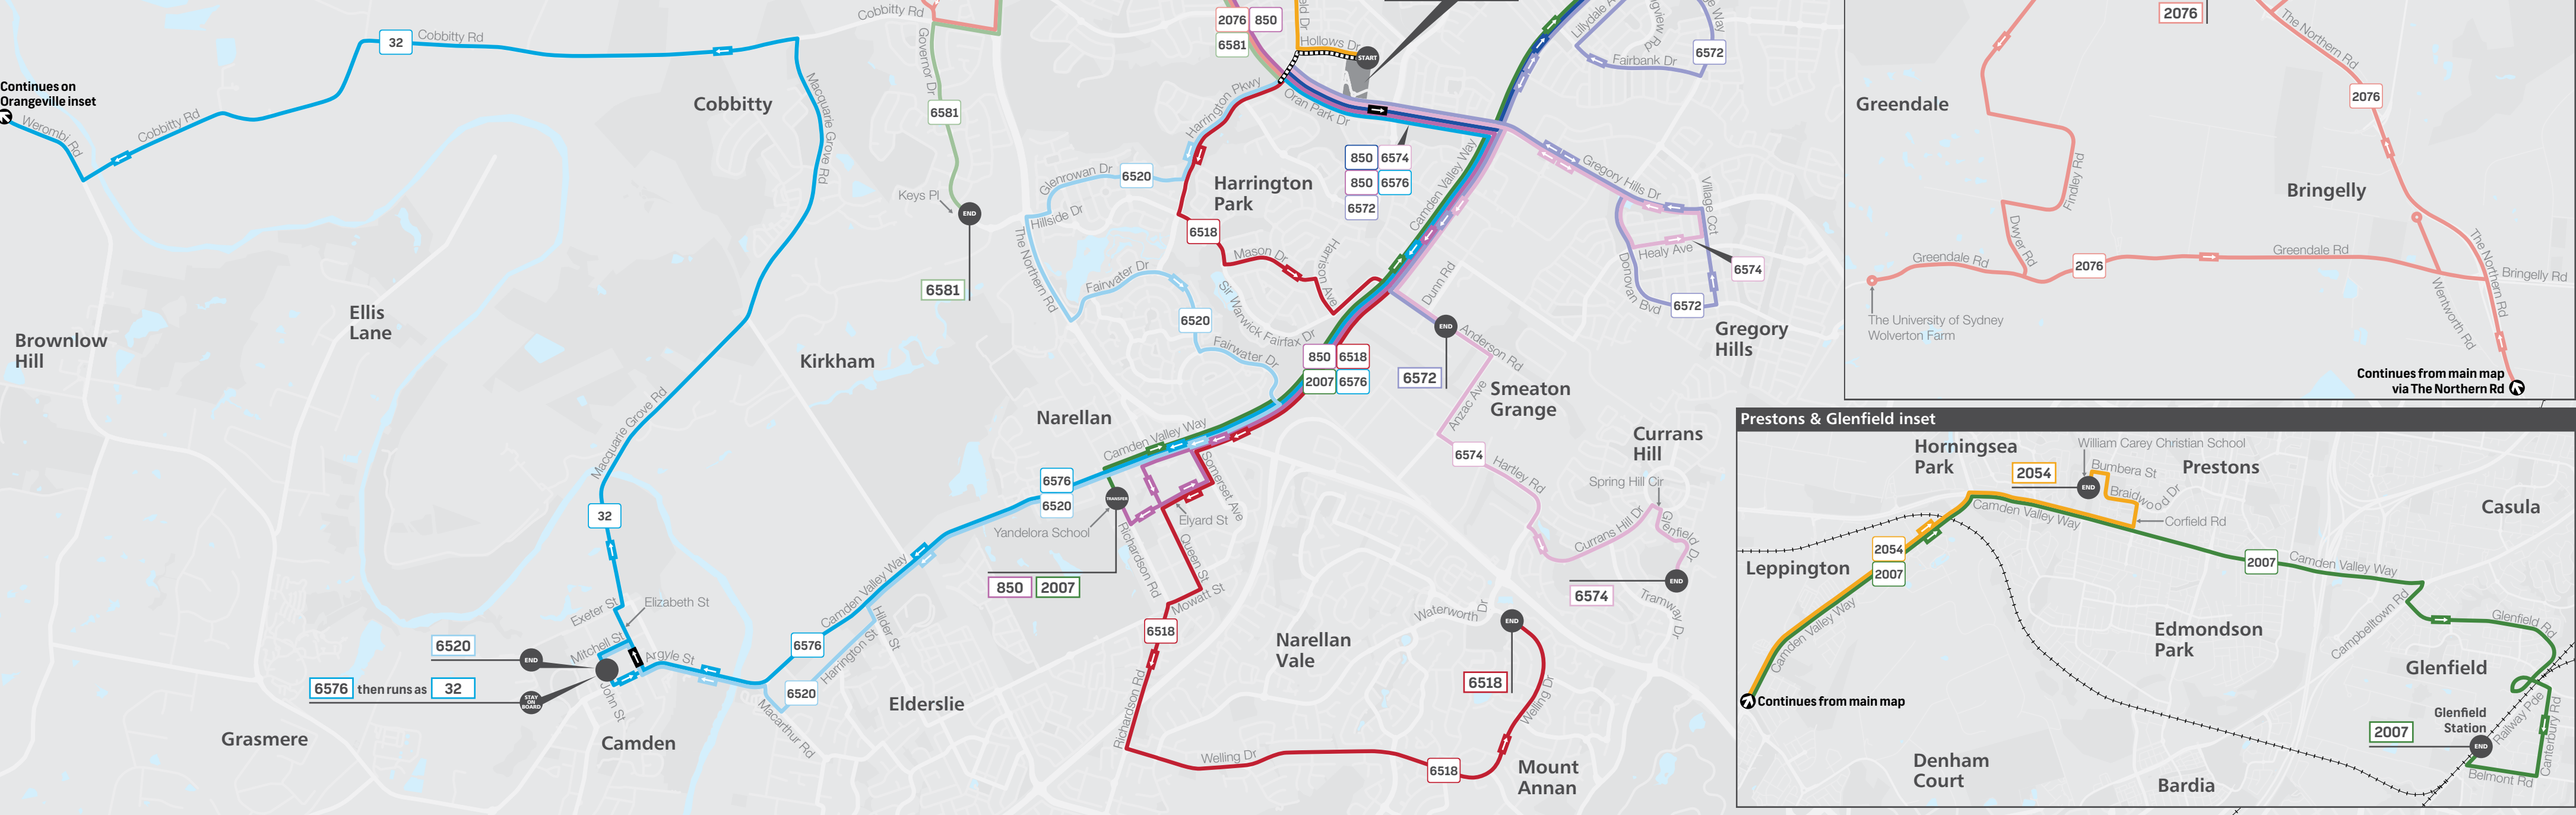 Cobbitty Rd
32
Cobbitty Rd
Continues on
Orangeville inset
Werombi Rd
Cobbitty Rd
Cobbitty
Macquarie Grove Rd
Governor Dr
6581
Keys Pl
END
6581
Brownlow
Hill
Ellis
Lane
Kirkham
Macquarie Grove Rd
32
Exeter St
Elizabeth St
Mitchell St
Argyle St
John St
6520
END
6576 then runs as 32
STAY
ON
BOARD
Grasmere
Camden
Elderslie
Macarthur Rd
6520
Harrington St
Hilder St
6576
Camden Valley Way
6576
6520
Narellan
Camden Valley Way
TRANSFER
Yandelora School
850 2007
Richardson Rd
Elyard St
Somerset Ave
Queen St
Mowatt St
6518
Richardson Rd
Welling Dr
6518
Welling Dr
Waterworth Dr
END
6518
Narellan
Vale
Mount
Annan
2076 850
6581
Hollows Dr
START
Harrington Pkwy
Oran Park Dr
Glenrowan Dr
6520
Hillside Dr
The Northern Rd
Fairwater Dr
6520
Sir Warwick Fairfax Dr
Fairwater Dr
Harrington
Park
6518
Mason Dr
Harrison Ave
850 6574
850 6576
6572
Camden Valley Way
850 6518
2007 6576
Dunn Rd
END
6572
Anderson Rd
Anzac Ave
Smeaton
Grange
6574
Hartley Rd
Currans
Hill
Spring Hill Cir
Currans Hill Dr
Glenfield Dr
END
6574
Tramway Dr
Lillydale
Fairbank Dr
6572
Gregory Hills Dr
Village Cct
Healy Ave
6574
Donovan Bvd
6572
Gregory
Hills
2076
The Northern Rd
2076
Greendale
Findley Rd
Bringelly
Dwyer Rd
Greendale Rd
2076
Greendale Rd
The Northern Rd
Bringelly Rd
Wentworth Rd
The University of Sydney
Wolverton Farm
Continues from main map
via The Northern Rd
Prestons & Glenfield inset
Horningsea
Park
William Carey Christian School
2054
END
Bumbera St
Prestons
Braidwood Dr
Corfield Rd
Camden Valley Way
Casula
2054
2007
Leppington
2007
Camden Valley Way
Camden Valley Way
Campbelltown Rd
Glenfield Rd
Edmondson
Park
Glenfield
Continues from main map
Glenfield
Station
2007
END
Railway Pde
Canterbury Rd
Belmont Rd
Denham
Court
Bardia